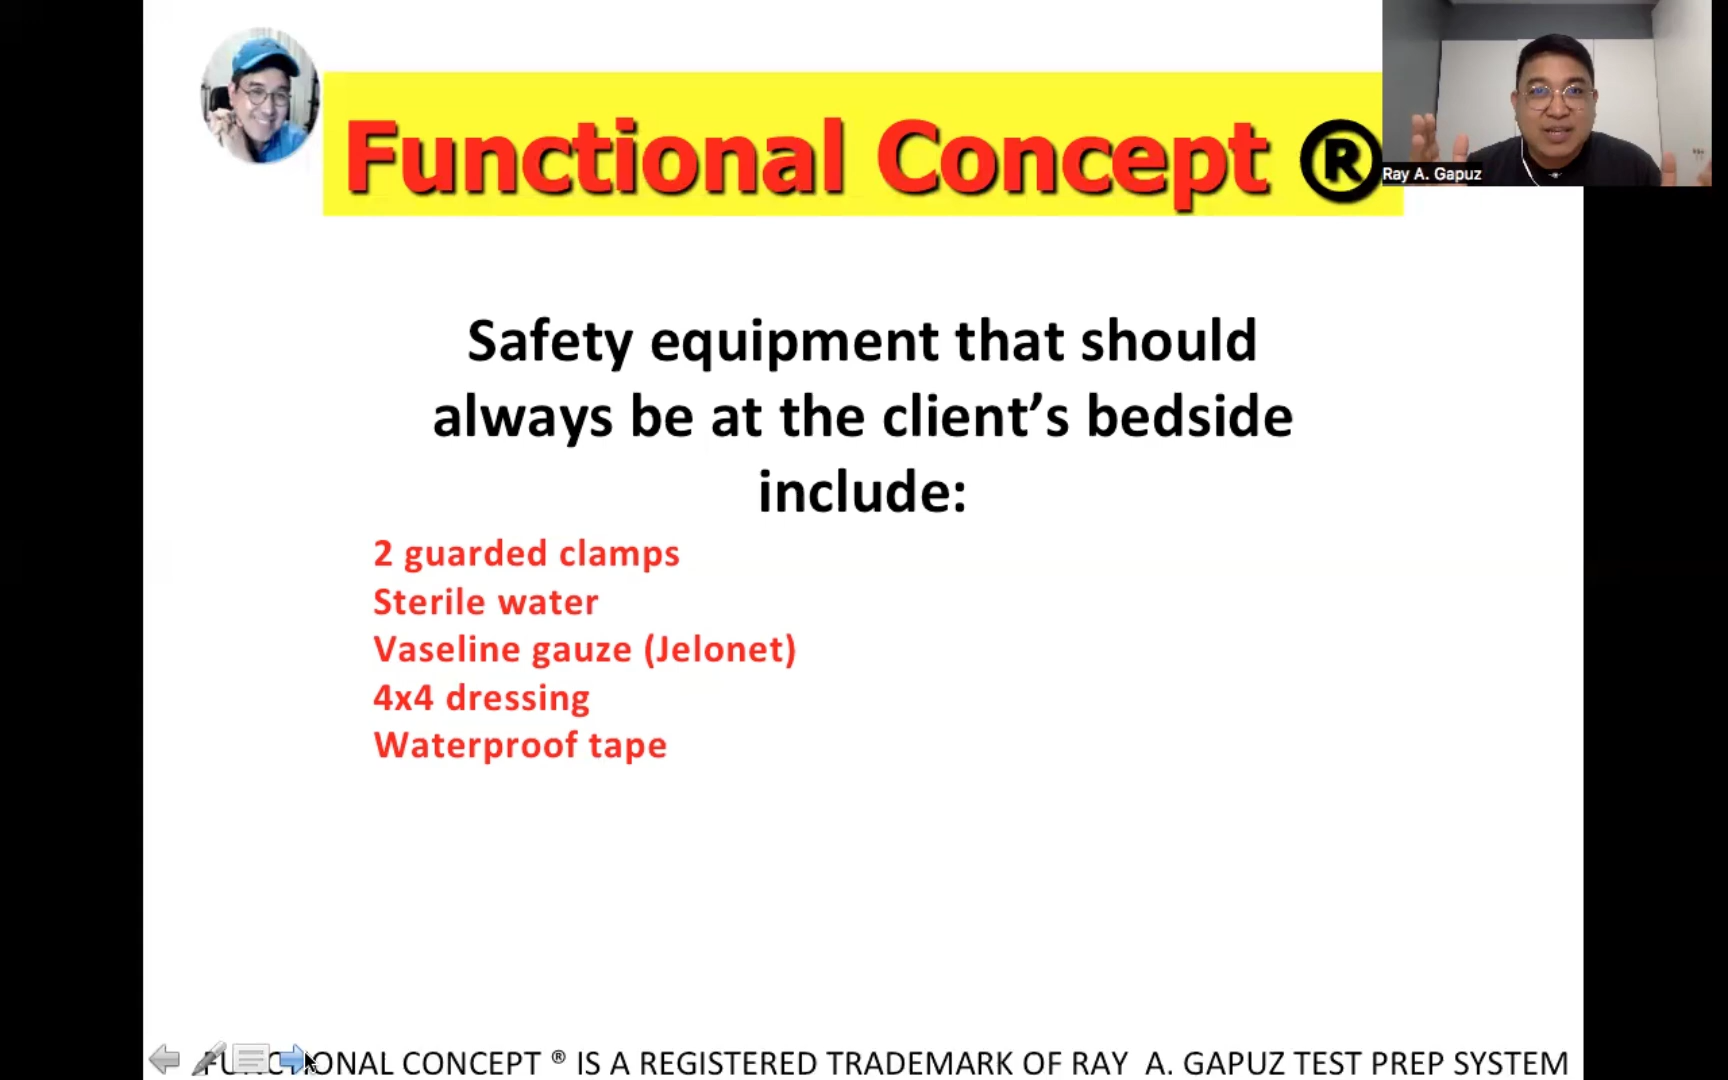 Functional Concept ®
Ray A. Gapuz
Safety equipment that should
always be at the client’s bedside
include:
2 guarded clamps
Sterile water
Vaseline gauze (Jelonet)
4x4 dressing
Waterproof tape
FUNCTIONAL CONCEPT ® IS A REGISTERED TRADEMARK OF RAY A. GAPUZ TEST PREP SYSTEM